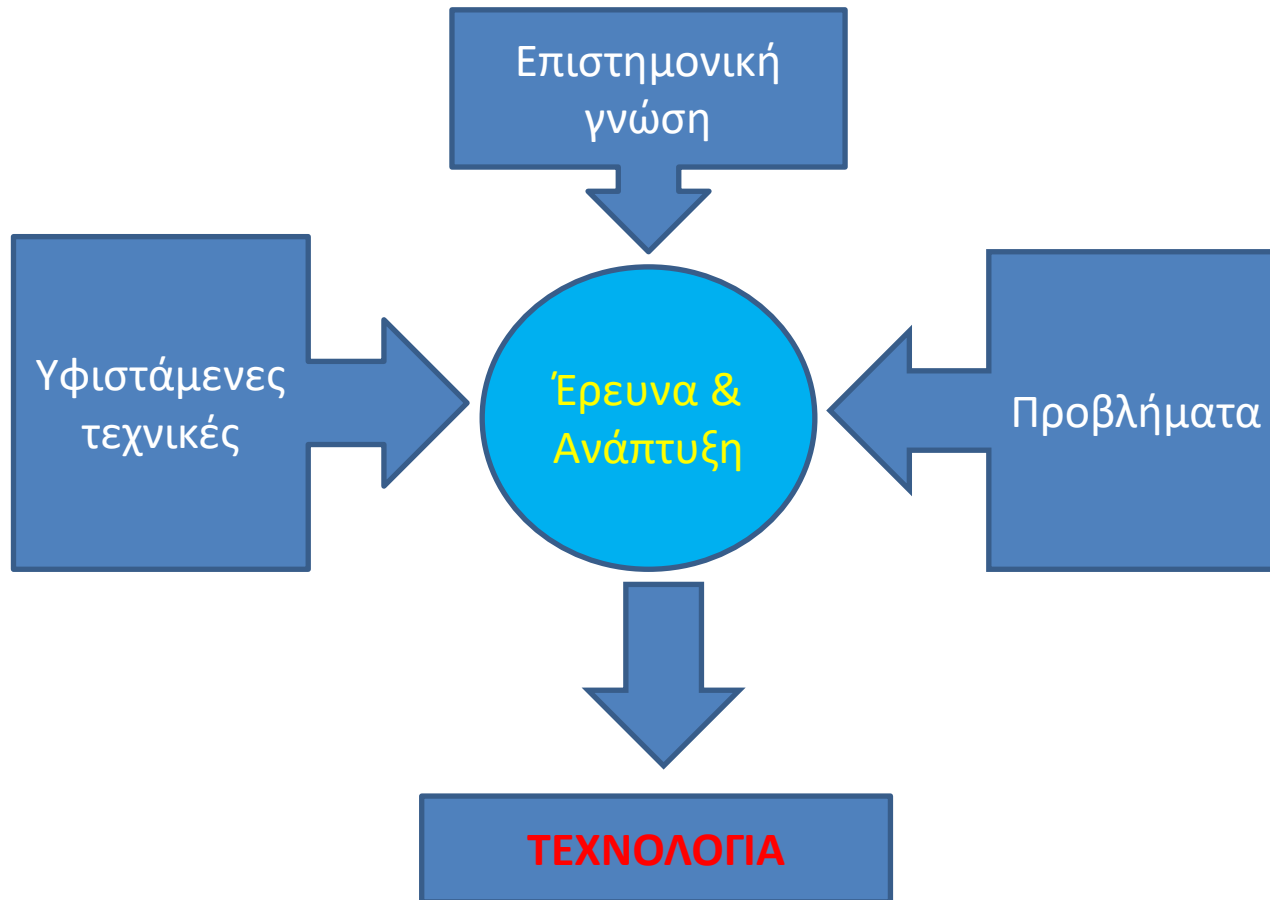 Επιστημονική
γνώση
Υφιστάμενες
τεχνικές
Έρευνα &
Ανάπτυξη
Προβλήματα
ΤΕΧΝΟΛΟΓΙΑ